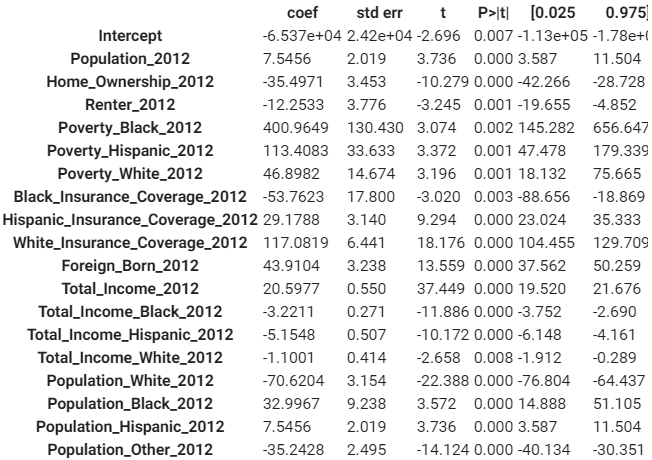 coef std err t P>|t| [0.025 0.975]
Intercept -6.537e+04 2.42e+04 -2.696 0.007 -1.13e+05 -1.78e+0
Population_2012 7.5456 2.019 3.736 0.000 3.587 11.504
Home_Ownership_2012 -35.4971 3.453 -10.279 0.000 -42.266 -28.728
Renter_2012 -12.2533 3.776 -3.245 0.001 -19.655 -4.852
Poverty_Black_2012 400.9649 130.430 3.074 0.002 145.282 656.647
Poverty_Hispanic_2012 113.4083 33.633 3.372 0.001 47.478 179.339
Poverty_White_2012 46.8982 14.674 3.196 0.001 18.132 75.665
Black_Insurance_Coverage_2012 -53.7623 17.800 -3.020 0.003 -88.656 -18.869
Hispanic_Insurance_Coverage_2012 29.1788 3.140 9.294 0.000 23.024 35.333
White_Insurance_Coverage_2012 117.0819 6.441 18.176 0.000 104.455 129.709
Foreign_Born_2012 43.9104 3.238 13.559 0.000 37.562 50.259
Total_Income_2012 20.5977 0.550 37.449 0.000 19.520 21.676
Total_Income_Black_2012 -3.2211 0.271 -11.886 0.000 -3.752 -2.690
Total_Income_Hispanic_2012 -5.1548 0.507 -10.172 0.000 -6.148 -4.161
Total_Income_White_2012 -1.1001 0.414 -2.658 0.008 -1.912 -0.289
Population_White_2012 -70.6204 3.154 -22.388 0.000 -76.804 -64.437
Population_Black_2012 32.9967 9.238 3.572 0.000 14.888 51.105
Population_Hispanic_2012 7.5456 2.019 3.736 0.000 3.587 11.504
Population_Other_2012 -35.2428 2.495 -14.124 0.000 -40.134 -30.351